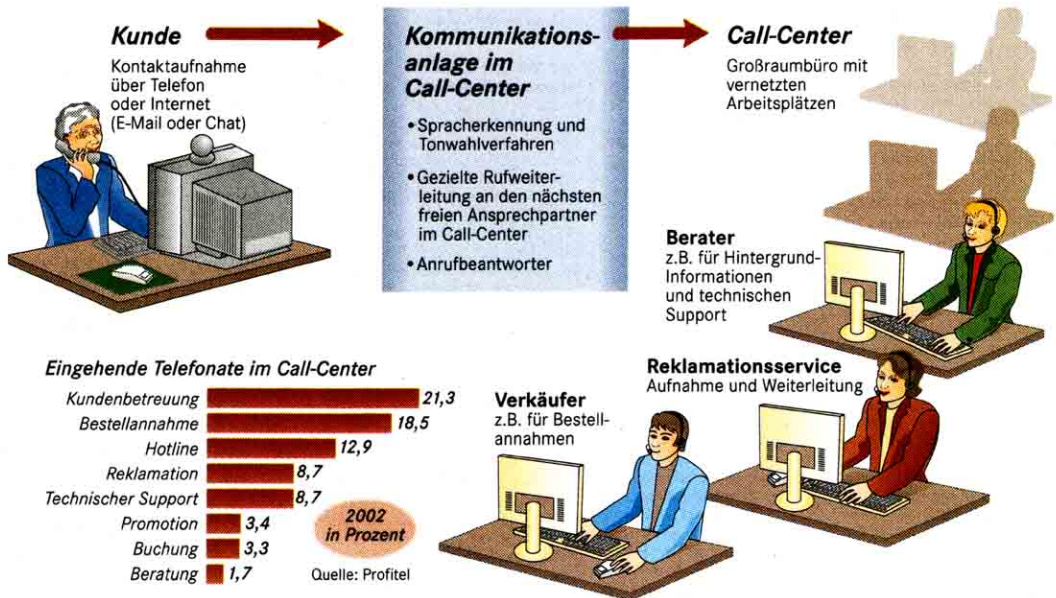 Kunde
Kontaktaufnahme
über Telefon
oder Internet
(E-Mail oder Chat)
Kommunikations-
anlage im
Call-Center
• Spracherkennung und
Tonwahlverfahren
• Gezielte Rufweiter-
leitung an den nächsten
freien Ansprechpartner
im Call-Center
• Anrufbeantworter
Call-Center
Großraumbüro mit
vernetzten
Arbeitsplätzen
Berater
z.B. für Hintergrund-
Informationen
und technischen
Support
Reklamationsservice
Aufnahme und Weiterleitung
Verkäufer
z.B. für Bestell-
annahmen
Eingehende Telefonate im Call-Center
Kundenbetreuung 21,3
Bestellannahme 18,5
Hotline 12,9
Reklamation 8,7
Technischer Support 8,7
Promotion 3,4
Buchung 3,3
Beratung 1,7
2002
in Prozent
Quelle: Profitel